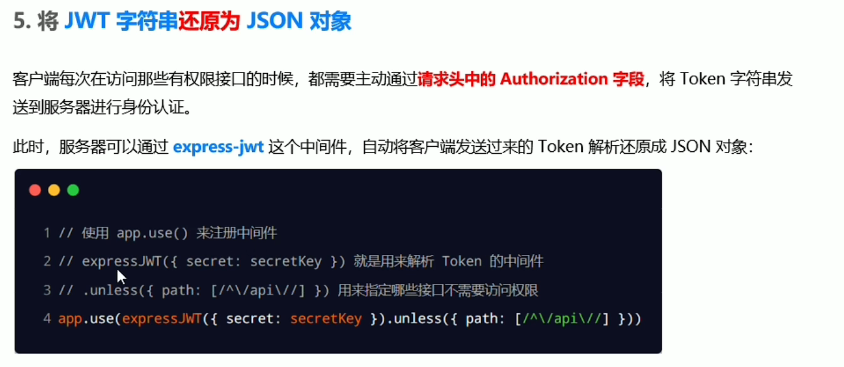 5. 将 JWT 字符串还原为 JSON 对象
客户端每次在访问那些有权限接口的时候，都需要主动通过请求头中的 Authorization 字段，将 Token 字符串发
送到服务器进行身份认证。
此时，服务器可以通过 express-jwt 这个中间件，自动将客户端发送过来的 Token 解析还原成 JSON 对象：
1 // 使用 app.use() 来注册中间件
2 // expressJWT({ secret: secretKey }) 就是用来解析 Token 的中间件
3 // .unless({ path: [/^\/api\//] }) 用来指定哪些接口不需要访问权限
4 app.use(expressJWT({ secret: secretKey }).unless({ path: [/^\/api\//] }))